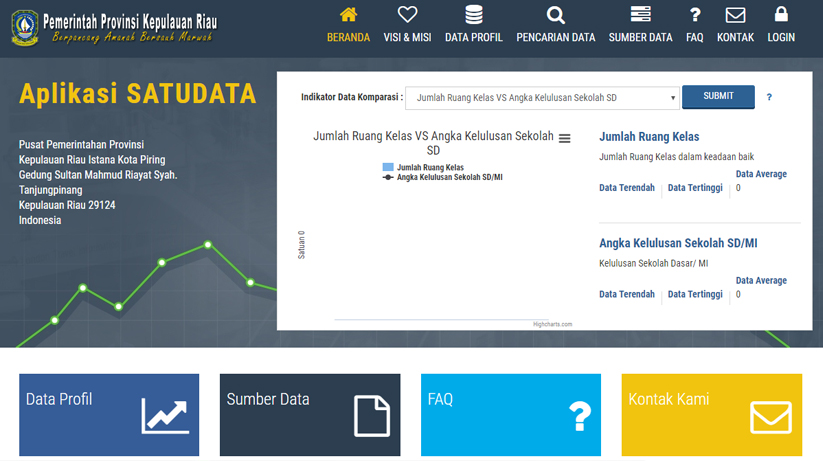 Pemerintah Provinsi Kepulauan Riau
Berpancang Amanah Bersauh Marwah
BERANDA
VISI & MISI
DATA PROFIL
PENCARIAN DATA
SUMBER DATA
FAQ
KONTAK
LOGIN
Aplikasi SATUDATA
Pusat Pemerintahan Provinsi
Kepulauan Riau Istana Kota Piring
Gedung Sultan Mahmud Riayat Syah.
Tanjungpinang
Kepulauan Riau 29124
Indonesia
Indikator Data Komparasi :
Jumlah Ruang Kelas VS Angka Kelulusan Sekolah SD
SUBMIT
?
Jumlah Ruang Kelas VS Angka Kelulusan Sekolah
SD
Jumlah Ruang Kelas
Angka Kelulusan Sekolah SD/MI
Satuan 0
Highcharts.com
Jumlah Ruang Kelas
Jumlah Ruang Kelas dalam keadaan baik
Data Terendah
Data Tertinggi
Data Average
0
Angka Kelulusan Sekolah SD/MI
Kelulusan Sekolah Dasar/ MI
Data Terendah
Data Tertinggi
Data Average
0
Data Profil
Sumber Data
FAQ
Kontak Kami